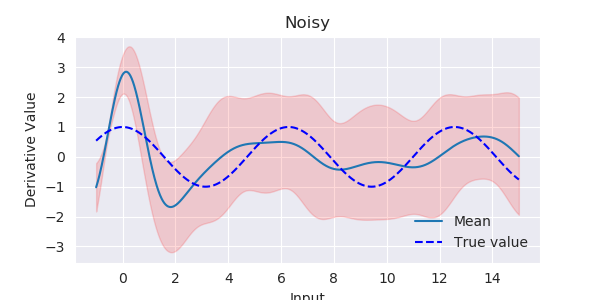 Noisy
Derivative Value
4
3
2
1
0
−1
−2
−3
0 2 4 6 8 10 12 14
Input
Mean
True value